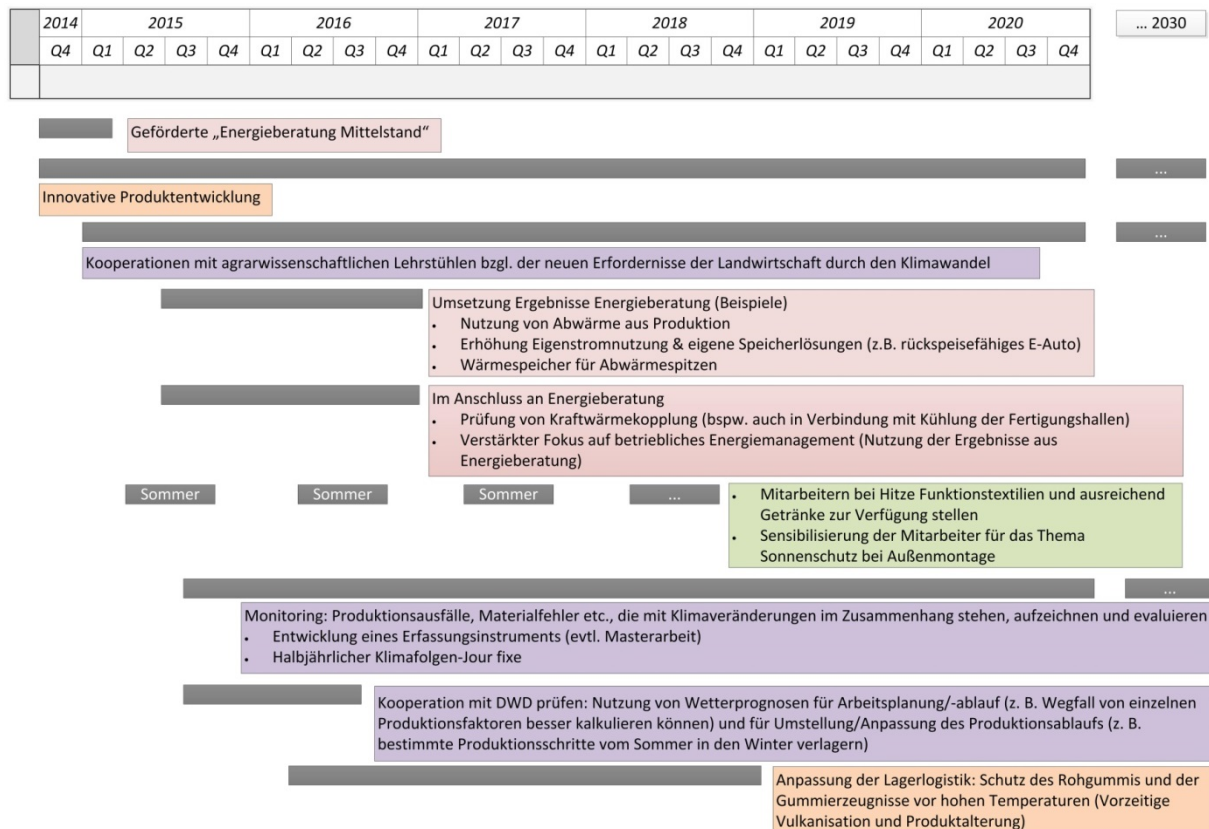 2014 2015 2016 2017 2018 2019 2020 ... 2030
Q4 Q1 Q2 Q3 Q4 Q1 Q2 Q3 Q4 Q1 Q2 Q3 Q4 Q1 Q2 Q3 Q4 Q1 Q2 Q3 Q4 Q1 Q2 Q3 Q4
Geförderte „Energieberatung Mittelstand“
...
Innovative Produktentwicklung
...
Kooperationen mit agrarwissenschaftlichen Lehrstühlen bzgl. der neuen Erfordernisse der Landwirtschaft durch den Klimawandel
Umsetzung Ergebnisse Energieberatung (Beispiele)
• Nutzung von Abwärme aus Produktion
• Erhöhung Eigenstromnutzung & eigene Speicherlösungen (z.B. rückspeisefähiges E-Auto)
• Wärmespeicher für Abwärmespitzen
Im Anschluss an Energieberatung
• Prüfung von Kraftwärmekopplung (bspw. auch in Verbindung mit Kühlung der Fertigungshallen)
• Verstärkter Fokus auf betriebliches Energiemanagement (Nutzung der Ergebnisse aus
Energieberatung)
Sommer Sommer Sommer ...
• Mitarbeitern bei Hitze Funktionstextilien und ausreichend
Getränke zur Verfügung stellen
• Sensibilisierung der Mitarbeiter für das Thema
Sonnenschutz bei Außenmontage
...
Monitoring: Produktionsausfälle, Materialfehler etc., die mit Klimaveränderungen im Zusammenhang stehen, aufzeichnen und evaluieren
• Entwicklung eines Erfassungsinstruments (evtl. Masterarbeit)
• Halbjährlicher Klimafolgen-Jour fixe
Kooperation mit DWD prüfen: Nutzung von Wetterprognosen für Arbeitsplanung/-ablauf (z. B. Wegfall von einzelnen
Produktionsfaktoren besser kalkulieren können) und für Umstellung/Anpassung des Produktionsablaufs (z. B.
bestimmte Produktionsschritte vom Sommer in den Winter verlagern)
Anpassung der Lagerlogistik: Schutz des Rohgummis und der
Gummierzeugnisse vor hohen Temperaturen (Vorzeitige
Vulkanisation und Produktalterung)